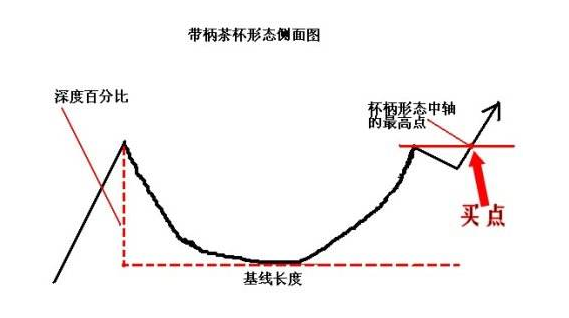 带柄茶杯形态侧面图
深度百分比
杯柄形态中轴
的最高点
买点
基线长度